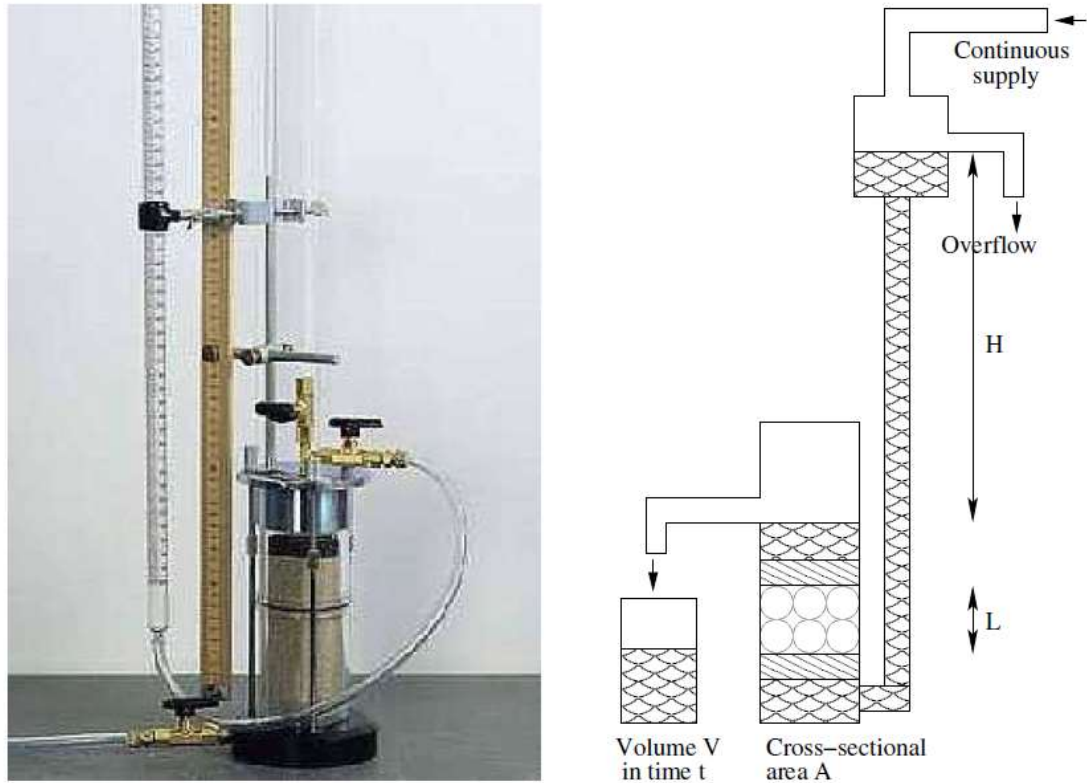 Continuous
supply
Overflow
H
L
Volume V
in time t
Cross−sectional
area A